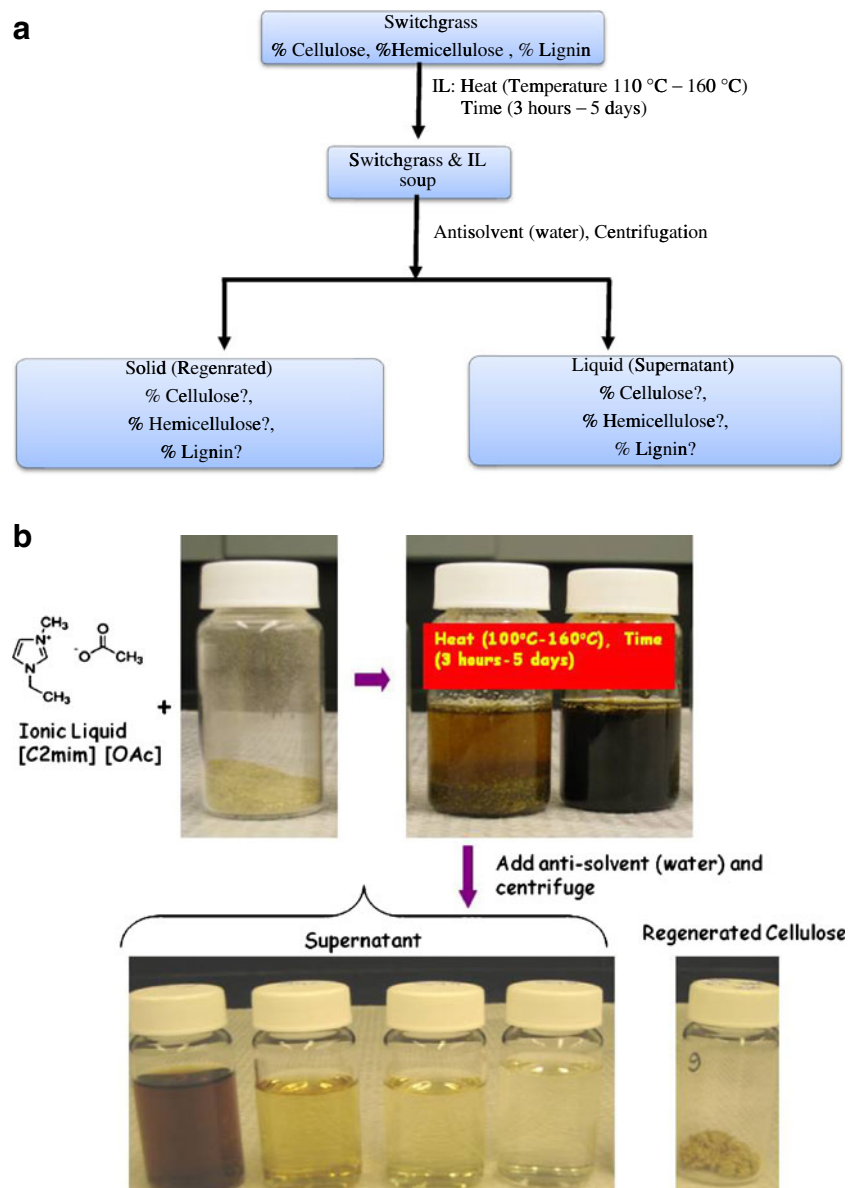 a
Switchgrass
% Cellulose, %Hemicellulose , % Lignin
IL: Heat (Temperature 110 °C – 160 °C)
Time (3 hours – 5 days)
Switchgrass & IL
soup
Antisolvent (water), Centrifugation
Solid (Regenrated)
% Cellulose?,
% Hemicellulose?,
% Lignin?
Liquid (Supernatant)
% Cellulose?,
% Hemicellulose?,
% Lignin?
b
CH₃
N
+
N
CH₃
O
-O
CH₃
Ionic Liquid
[C2mim] [OAc]
+
Heat (100°C-160°C), Time
(3 hours-5 days)
Add anti-solvent (water) and
centrifuge
Supernatant
Regenerated Cellulose
9